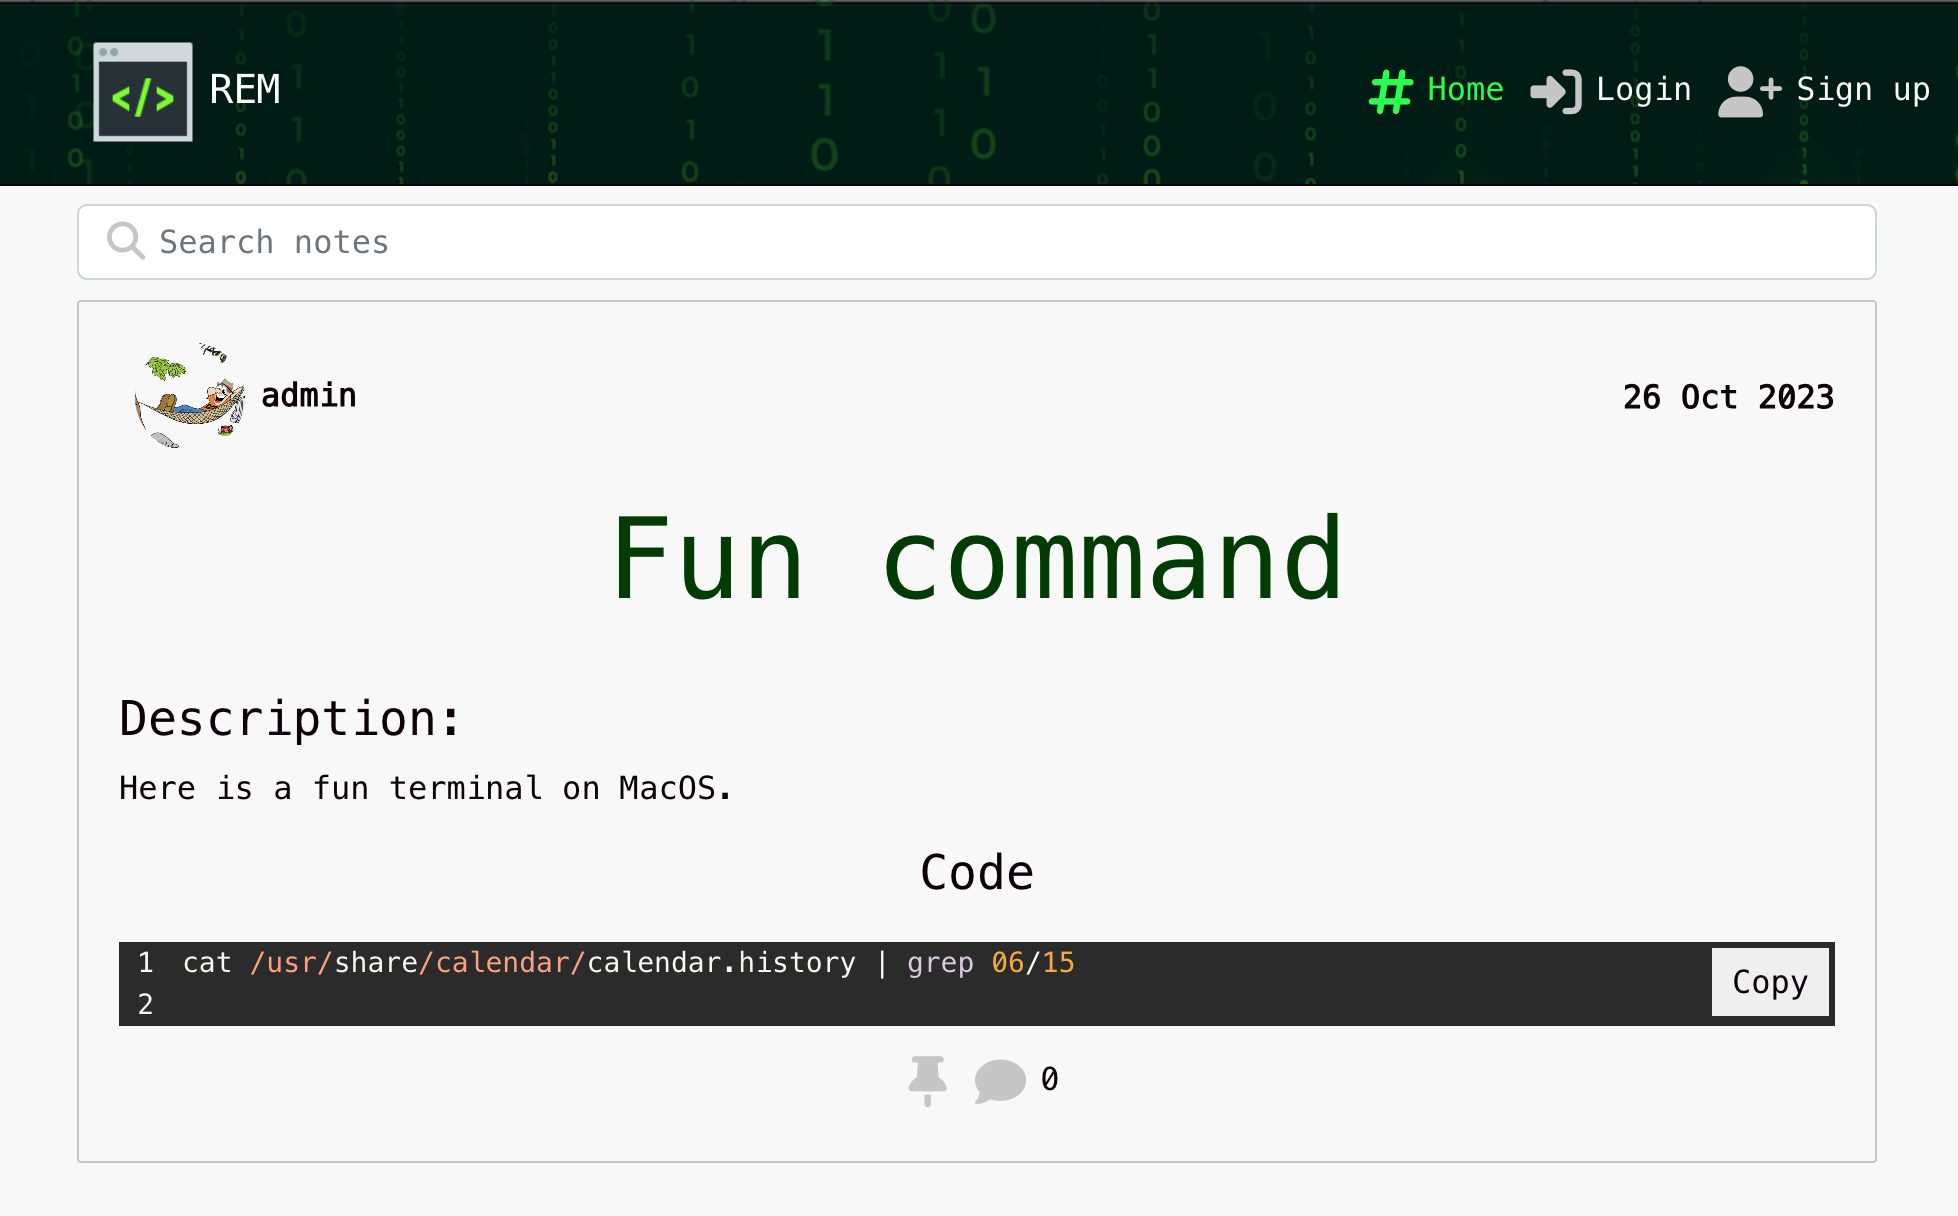 </> REM
Home Login Sign up
Search notes
admin
26 Oct 2023
Fun command
Description:
Here is a fun terminal on MacOS.
Code
1 cat /usr/share/calendar/calendar.history | grep 06/15
2
Copy
0